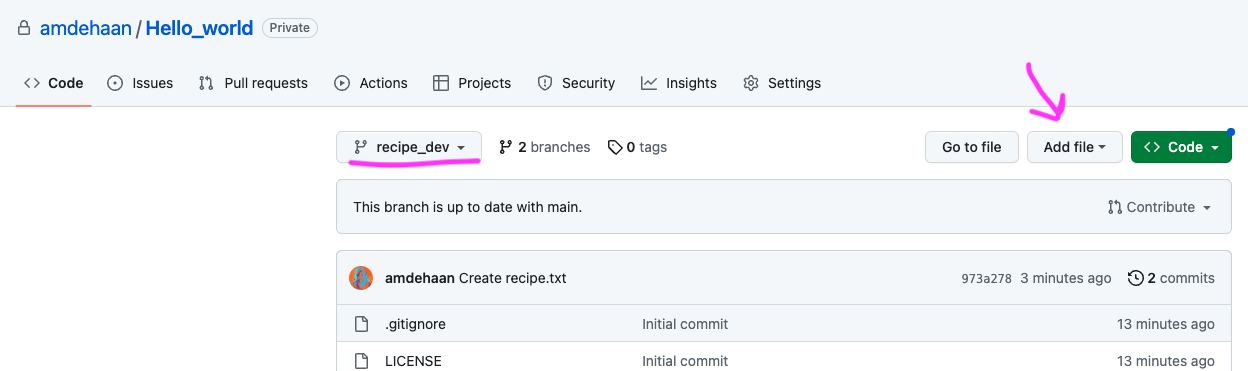 amdehaan / Hello_world Private
Code Issues Pull requests Actions Projects Security Insights Settings
recipe_dev 2 branches 0 tags Go to file Add file Code
This branch is up to date with main. Contribute
amdehaan Create recipe.txt 973a278 3 minutes ago 2 commits
.gitignore Initial commit 13 minutes ago
LICENSE Initial commit 13 minutes ago